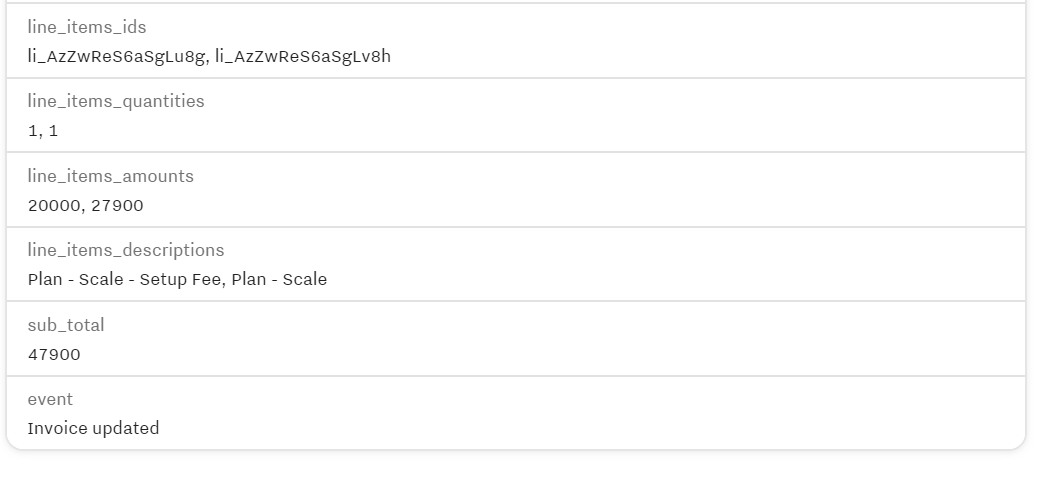 line_items_ids
li_AzZwReS6aSgLu8g, li_AzZwReS6aSgLv8h
line_items_quantities
1, 1
line_items_amounts
20000, 27900
line_items_descriptions
Plan - Scale - Setup Fee, Plan - Scale
sub_total
47900
event
Invoice updated